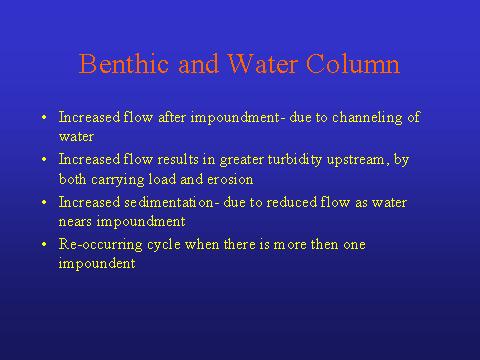 Benthic and Water Column
• Increased flow after impoundment- due to channeling of
water
• Increased flow results in greater turbidity upstream, by
both carrying load and erosion
• Increased sedimentation- due to reduced flow as water
nears impoundment
• Re-occurring cycle when there is more then one
impoundent